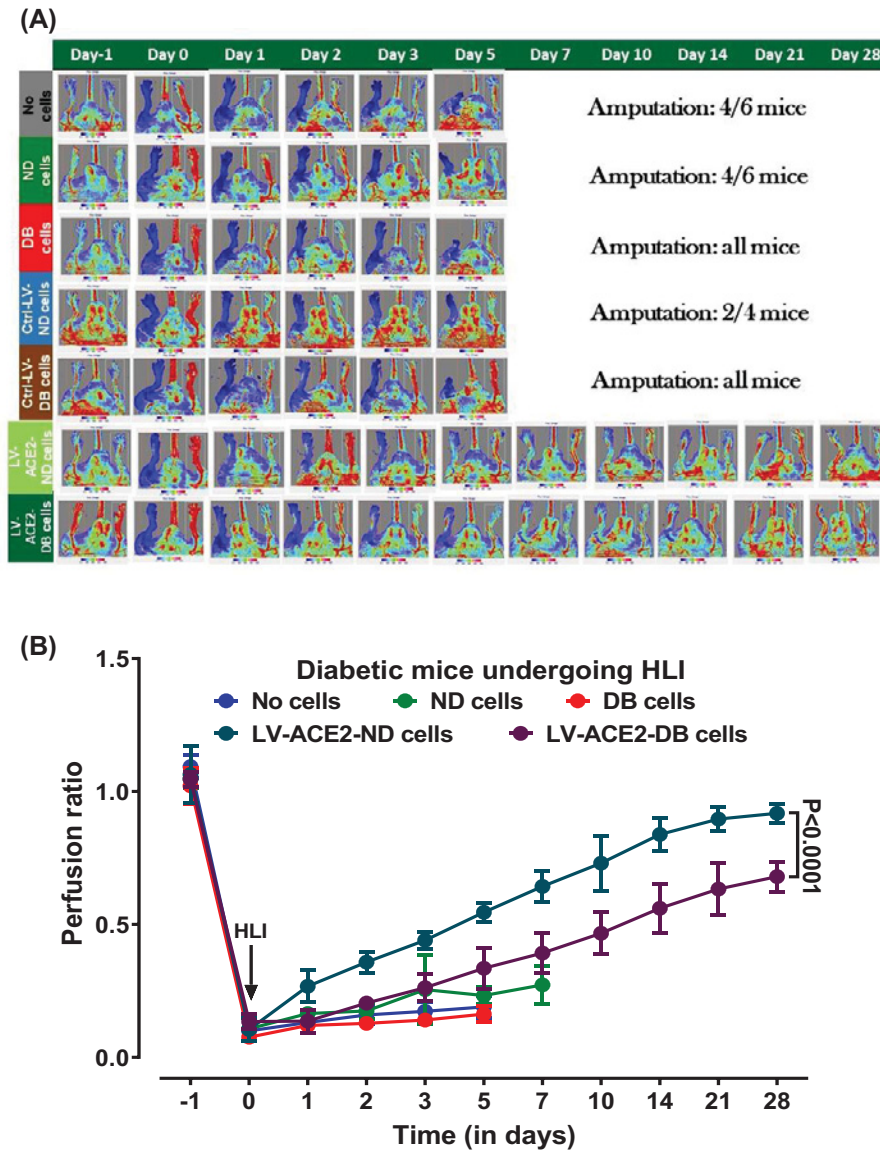 (A)
Day-1 Day 0 Day 1 Day 2 Day 3 Day 5 Day 7 Day 10 Day 14 Day 21 Day 28
No
cells
Amputation: 4/6 mice
ND
cells
Amputation: 4/6 mice
DB
cells
Amputation: all mice
Ctrl-LV-
ND cells
Amputation: 2/4 mice
Ctrl-LV-
DB cells
Amputation: all mice
LV-
ACE2-
ND cells
LV-
ACE2-
DB cells
(B)
Diabetic mice undergoing HLI
No cells ND cells DB cells
LV-ACE2-ND cells LV-ACE2-DB cells
Perfusion ratio
1.5
1.0
0.5
0.0
HLI
P<0.0001
-1 0 1 2 3 5 7 10 14 21 28
Time (in days)